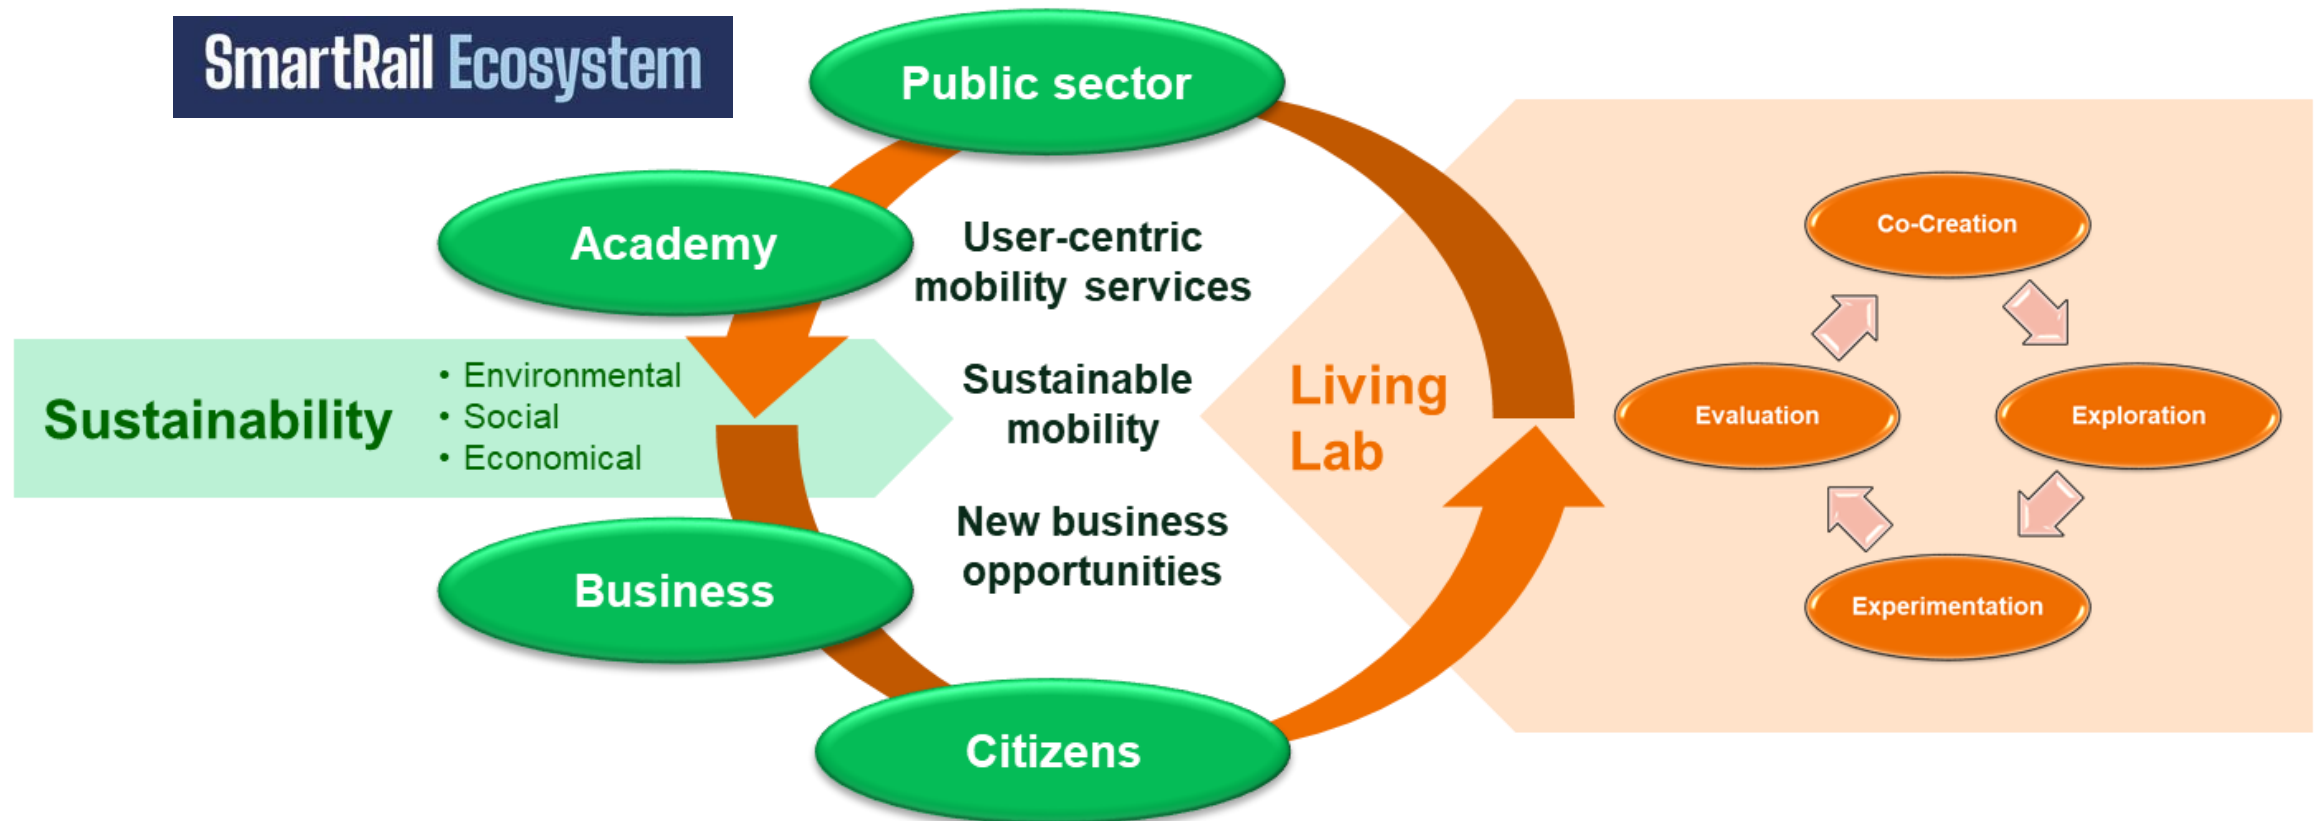 SmartRail Ecosystem
Public sector
Academy
User-centric
mobility services
Sustainability
• Environmental
• Social
• Economical
Sustainable
mobility
New business
opportunities
Business
Citizens
Living
Lab
Co-Creation
Evaluation
Exploration
Experimentation